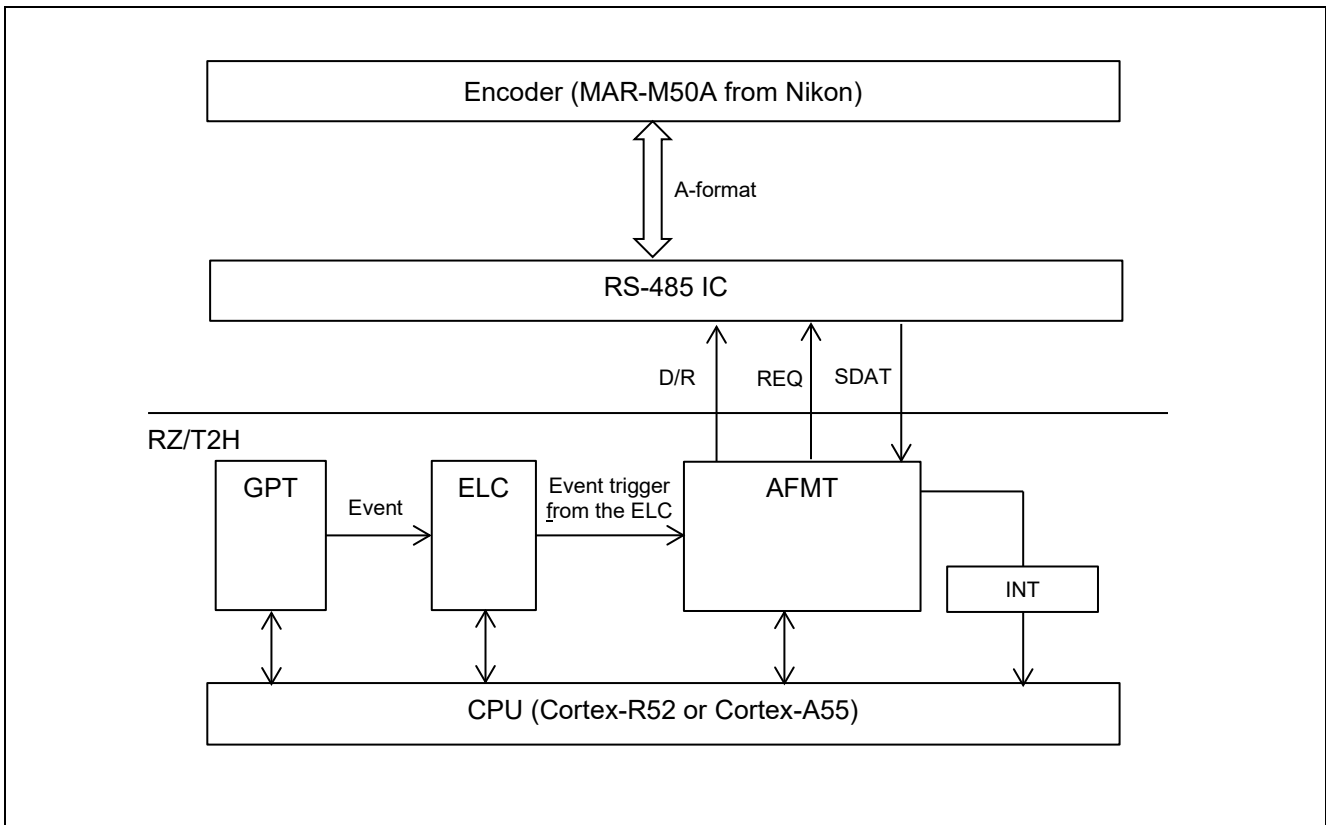 Encoder (MAR-M50A from Nikon)
A-format
RS-485 IC
D/R
REQ
SDAT
RZ/T2H
GPT
Event
ELC
Event trigger
from the ELC
AFMT
INT
CPU (Cortex-R52 or Cortex-A55)